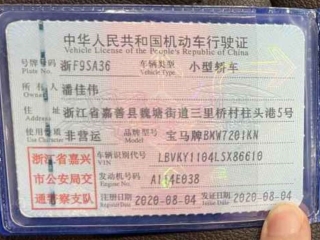 中华人民共和国机动车行驶证
Vehicle License of the People's Republic of China
号牌号码 浙F9SA36 车辆类型 小型轿车
Plate No. Vehicle Type
所有人 潘佳伟
Owner
住址 浙江省嘉善县魏塘街道三里桥村柱头港5号
Address
使用性质 非营运 品牌型号 宝马牌BMW7201KN
浙江省嘉兴市公安局交通警察支队
车辆识别代号 LBVKY1104LSX86610
VIN
发动机号码 A114E038
Engine No.
注册日期 2020-08-04 发证日期 2020-08-04
Register Date Issue Date